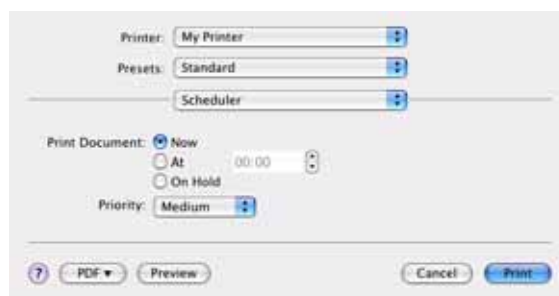 Printer: My Printer
Presets: Standard
Scheduler
Print Document: Now
At 00:00
On Hold
Priority: Medium
? PDF ▾ Preview Cancel Print